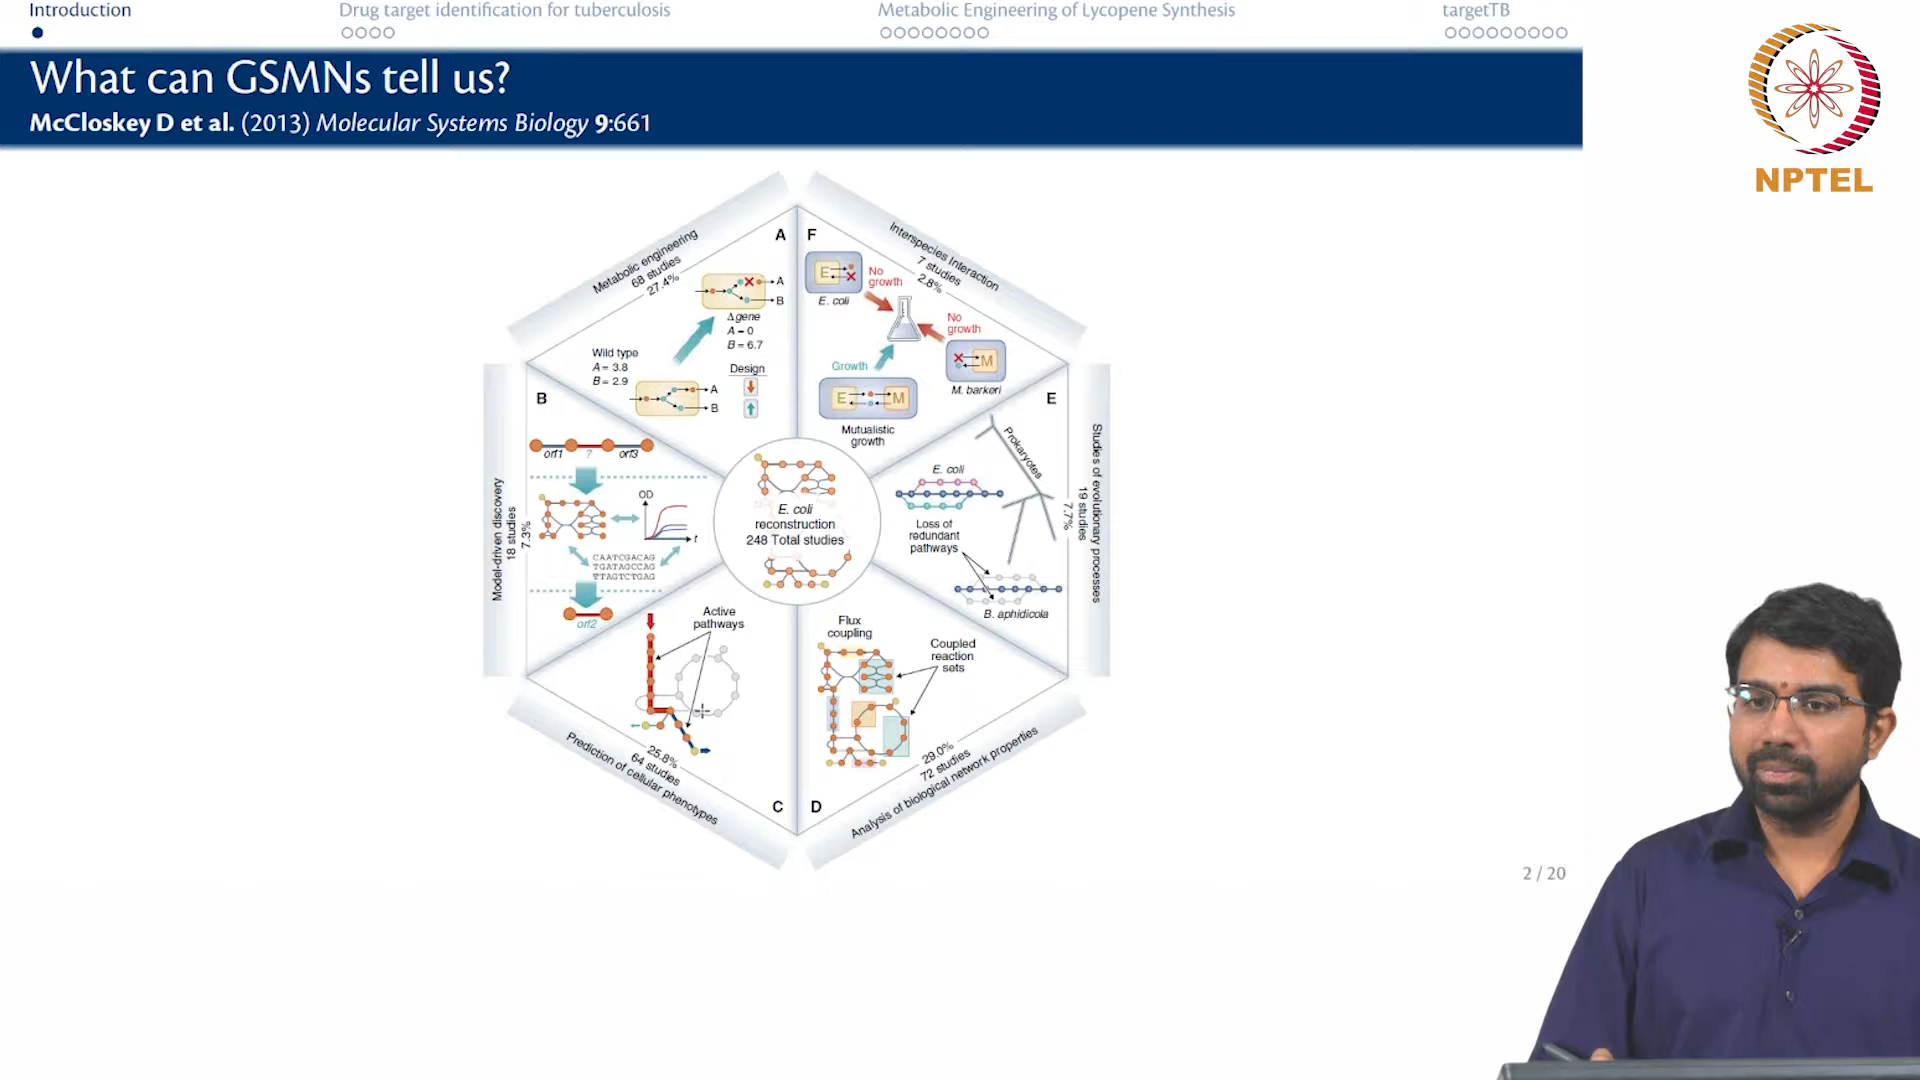 Introduction
Drug target identification for tuberculosis
Metabolic Engineering of Lycopene Synthesis
targetTB
What can GSMNs tell us?
McCloskey D et al. (2013) Molecular Systems Biology 9:661
NPTEL
Metabolic engineering
68 studies
27.4%
A
A
B
Δgene
A = 0
B = 6.7
Wild type
A = 3.8
B = 2.9
Design
A
B
F
Interspecies Interaction
7 studies
2.8%
E
No
growth
E. coli
No
growth
M
M. barkeri
Growth
E
M
Mutualistic
growth
B
Model-driven discovery
18 studies
7.3%
orf1
?
orf3
OD
t
CAATCGACAG
TGATAGCCAG
TTAGTCTGAG
orf2
E. coli
reconstruction
248 Total studies
E
Studies of evolutionary processes
19 studies
7.7%
Prokaryotes
E. coli
Loss of
redundant
pathways
B. aphidicola
Active
pathways
25.8%
64 studies
Prediction of cellular phenotypes
C
Flux
coupling
Coupled
reaction
sets
29.0%
72 studies
Analysis of biological network properties
D
2 / 20